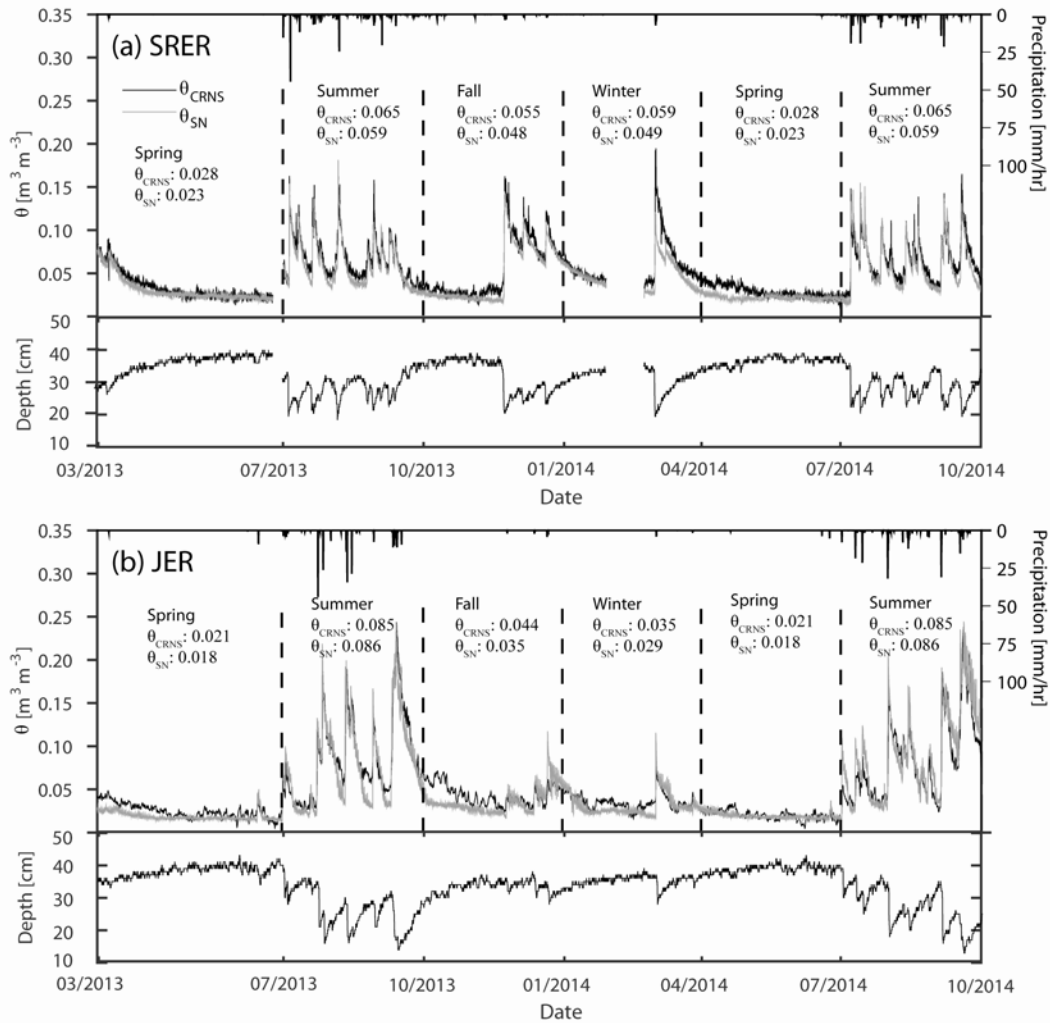 (a) SRER
θCRNS
θSN
Spring
θCRNS: 0.028
θSN: 0.023
Summer
θCRNS: 0.065
θSN: 0.059
Fall
θCRNS: 0.055
θSN: 0.048
Winter
θCRNS: 0.059
θSN: 0.049
Spring
θCRNS: 0.028
θSN: 0.023
Summer
θCRNS: 0.065
θSN: 0.059
0.35
0.30
0.25
0.20
0.15
0.10
0.05
0.00
θ [m³ m⁻³]
0
25
50
75
100
Precipitation [mm/hr]
50
40
30
20
10
Depth [cm]
03/2013
07/2013
10/2013
01/2014
04/2014
07/2014
10/2014
Date
(b) JER
Spring
θCRNS: 0.021
θSN: 0.018
Summer
θCRNS: 0.085
θSN: 0.086
Fall
θCRNS: 0.044
θSN: 0.035
Winter
θCRNS: 0.035
θSN: 0.029
Spring
θCRNS: 0.021
θSN: 0.018
Summer
θCRNS: 0.085
θSN: 0.086
0.35
0.30
0.25
0.20
0.15
0.10
0.05
0.00
θ [m³ m⁻³]
0
25
50
75
100
Precipitation [mm/hr]
50
40
30
20
10
Depth [cm]
03/2013
07/2013
10/2013
01/2014
04/2014
07/2014
10/2014
Date